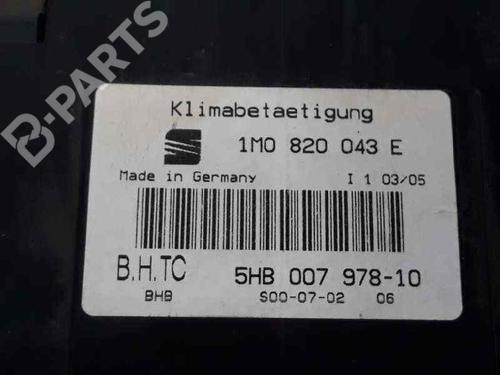 B-PARTS
Klimabetaetigung
1M0 820 043 E
Made in Germany I 1 03/05
B.H.TC 5HB 007 978-10
BHB S00-07-02 06
B-PARTS